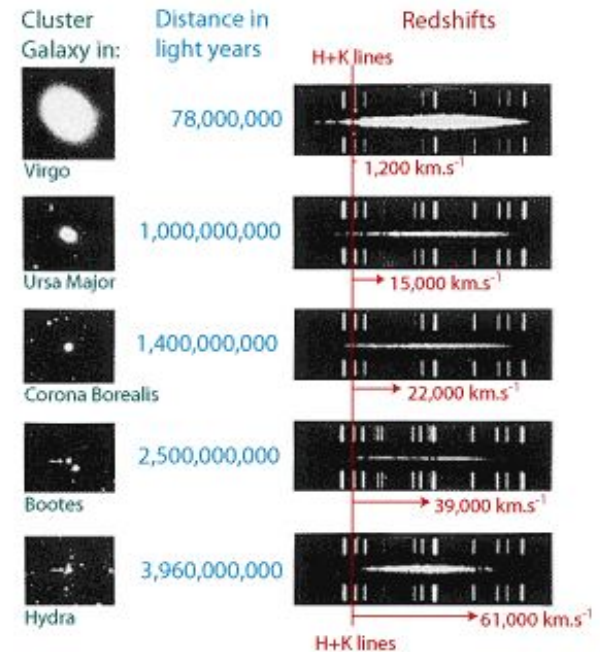 Cluster
Galaxy in:
Distance in
light years
Redshifts
H+K lines
78,000,000
1,200 km.s⁻¹
Virgo
1,000,000,000
15,000 km.s⁻¹
Ursa Major
1,400,000,000
22,000 km.s⁻¹
Corona Borealis
2,500,000,000
39,000 km.s⁻¹
Bootes
3,960,000,000
61,000 km.s⁻¹
Hydra
H+K lines